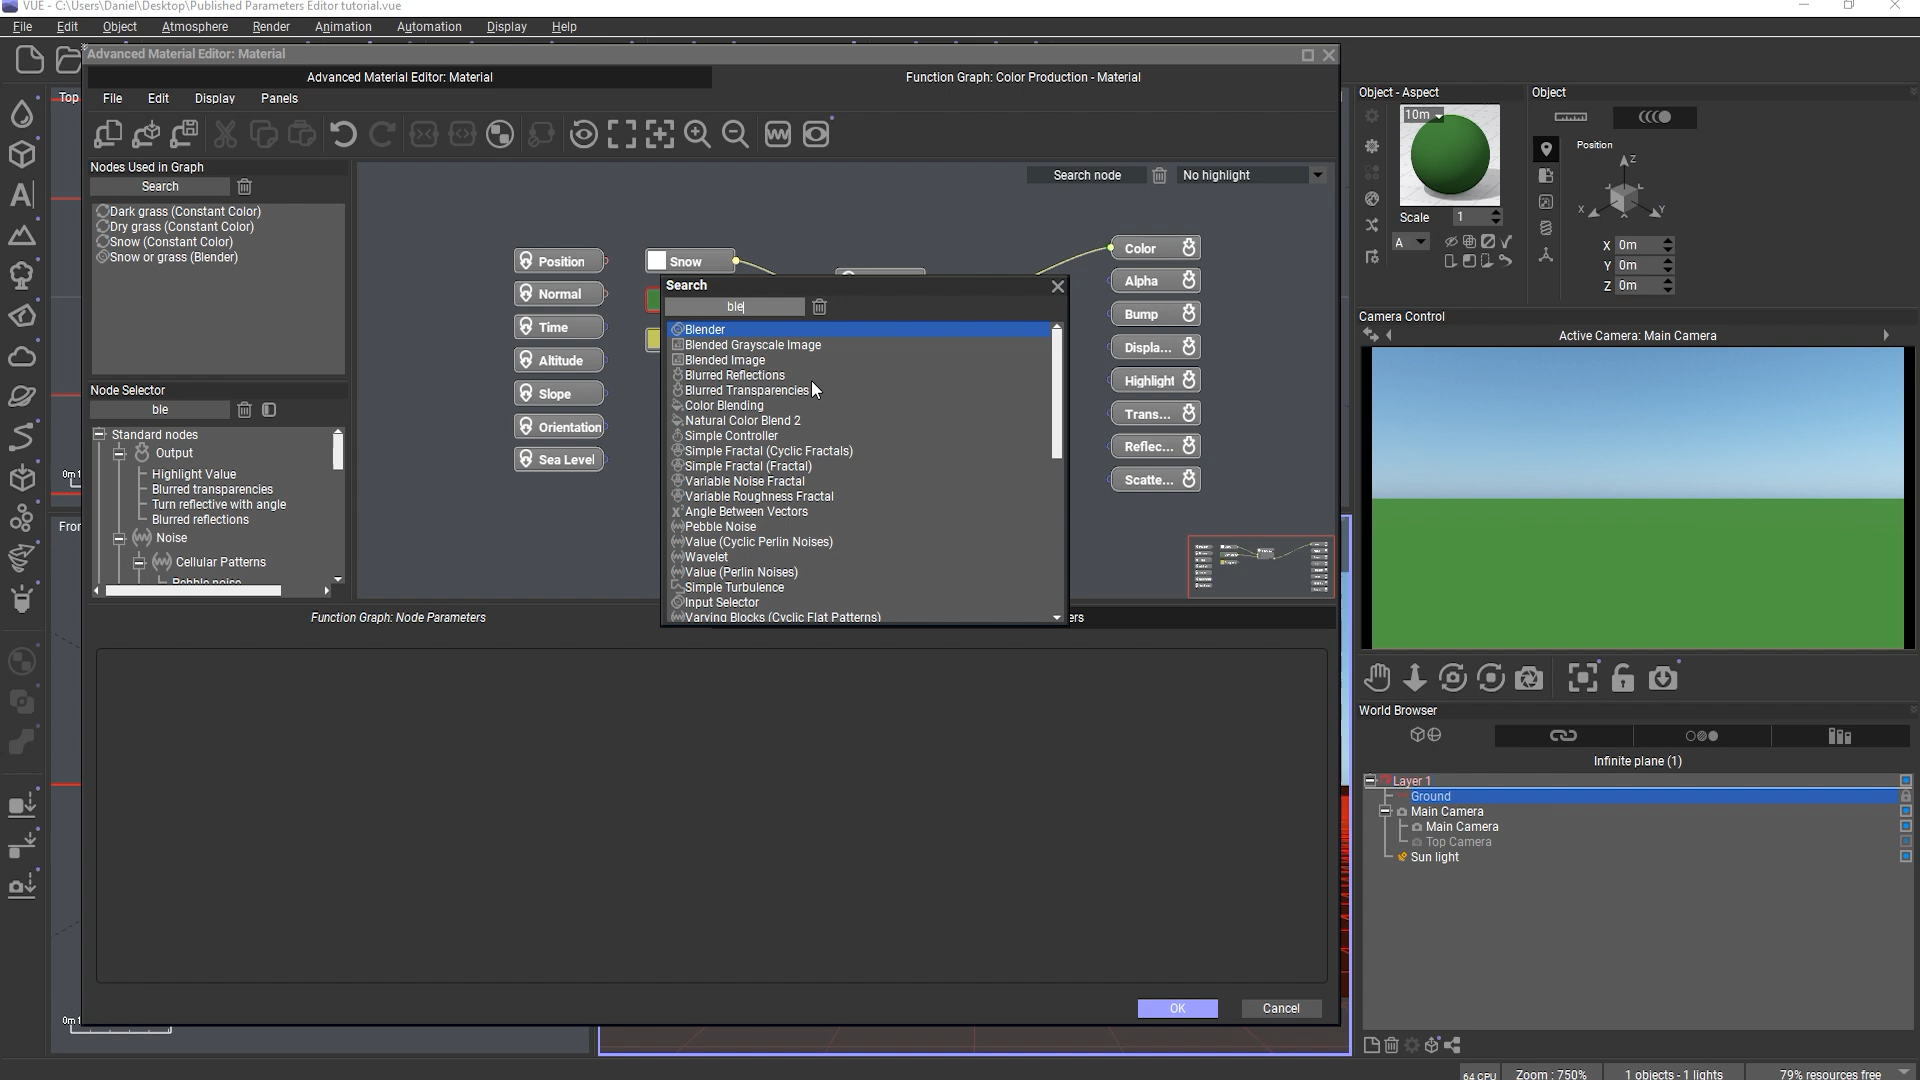 VUE - C:\Users\Daniel\Desktop\Published Parameters Editor tutorial.vue
File Edit Object Atmosphere Render Animation Automation Display Help
Advanced Material Editor: Material
Advanced Material Editor: Material
Function Graph: Color Production - Material
File Edit Display Panels
Nodes Used in Graph
Search
Dark grass (Constant Color)
Dry grass (Constant Color)
Snow (Constant Color)
Snow or grass (Blender)
Node Selector
ble
Standard nodes
Output
Highlight Value
Blurred transparencies
Turn reflective with angle
Blurred reflections
Noise
Cellular Patterns
Pebble noise
Top
0m
Fron
0m 1
Search node
No highlight
Position
Normal
Time
Altitude
Slope
Orientation
Sea Level
Snow
Color
Alpha
Bump
Displa...
Highlight
Trans...
Reflec...
Scatte...
Search
ble
Blender
Blended Grayscale Image
Blended Image
Blurred Reflections
Blurred Transparencies
Color Blending
Natural Color Blend 2
Simple Controller
Simple Fractal (Cyclic Fractals)
Simple Fractal (Fractal)
Variable Noise Fractal
Variable Roughness Fractal
Angle Between Vectors
Pebble Noise
Value (Cyclic Perlin Noises)
Wavelet
Value (Perlin Noises)
Simple Turbulence
Input Selector
Varying Blocks (Cyclic Flat Patterns)
Function Graph: Node Parameters
ers
OK
Cancel
Object - Aspect
10m
Scale 1
A
Object
Position
Z
X Y
X 0m
Y 0m
Z 0m
Camera Control
Active Camera: Main Camera
World Browser
Infinite plane (1)
Layer 1
Ground
Main Camera
Main Camera
Top Camera
Sun light
64 CPU
Zoom : 750%
1 objects - 1 lights
79% resources free